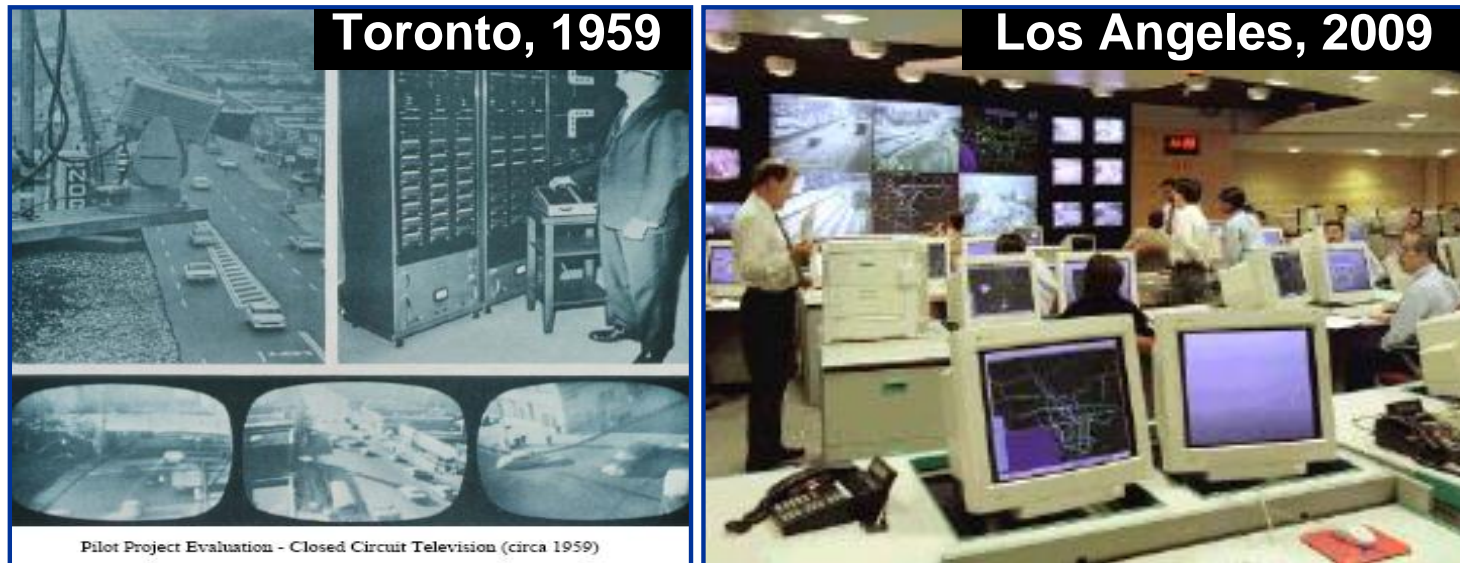 Toronto, 1959
Los Angeles, 2009
Pilot Project Evaluation - Closed Circuit Television (circa 1959)